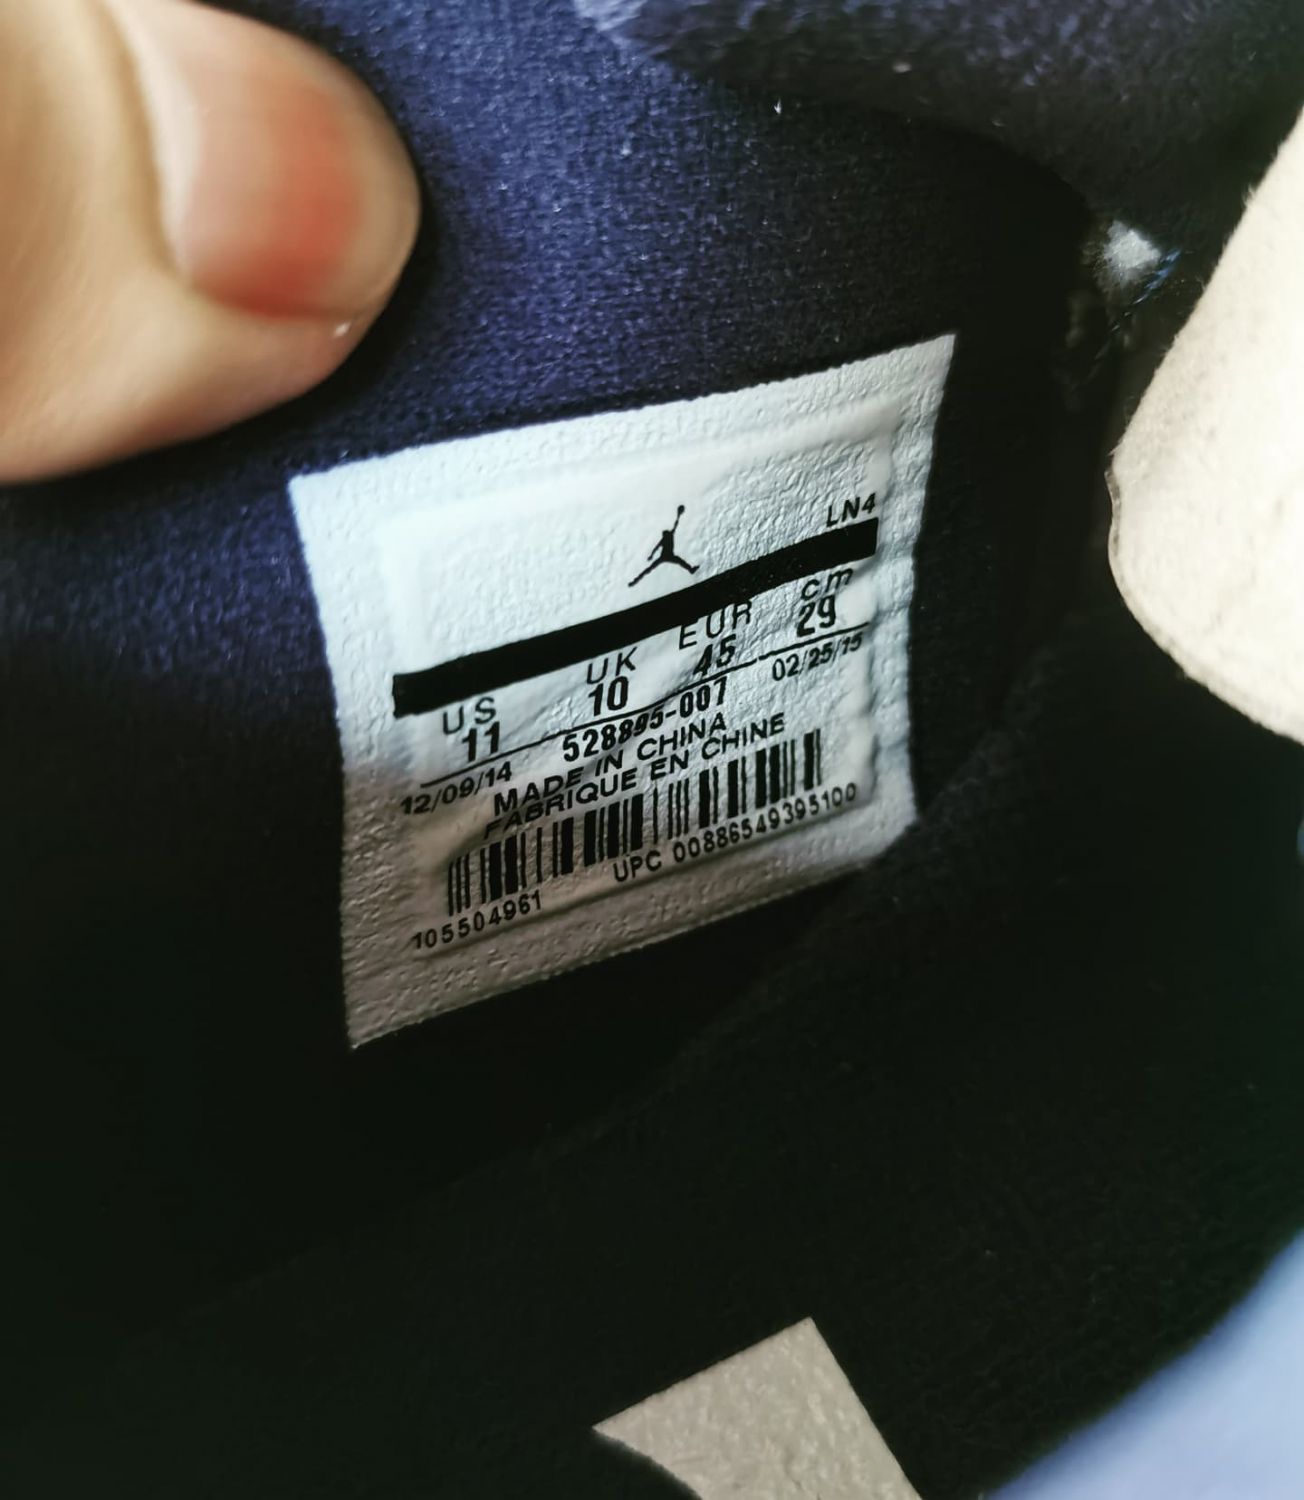 LN4
US UK EUR cm
11 10 45 29
12/09/14 528895-007 02/25/15
MADE IN CHINA
FABRIQUE EN CHINE
105504961 UPC 00886549395100